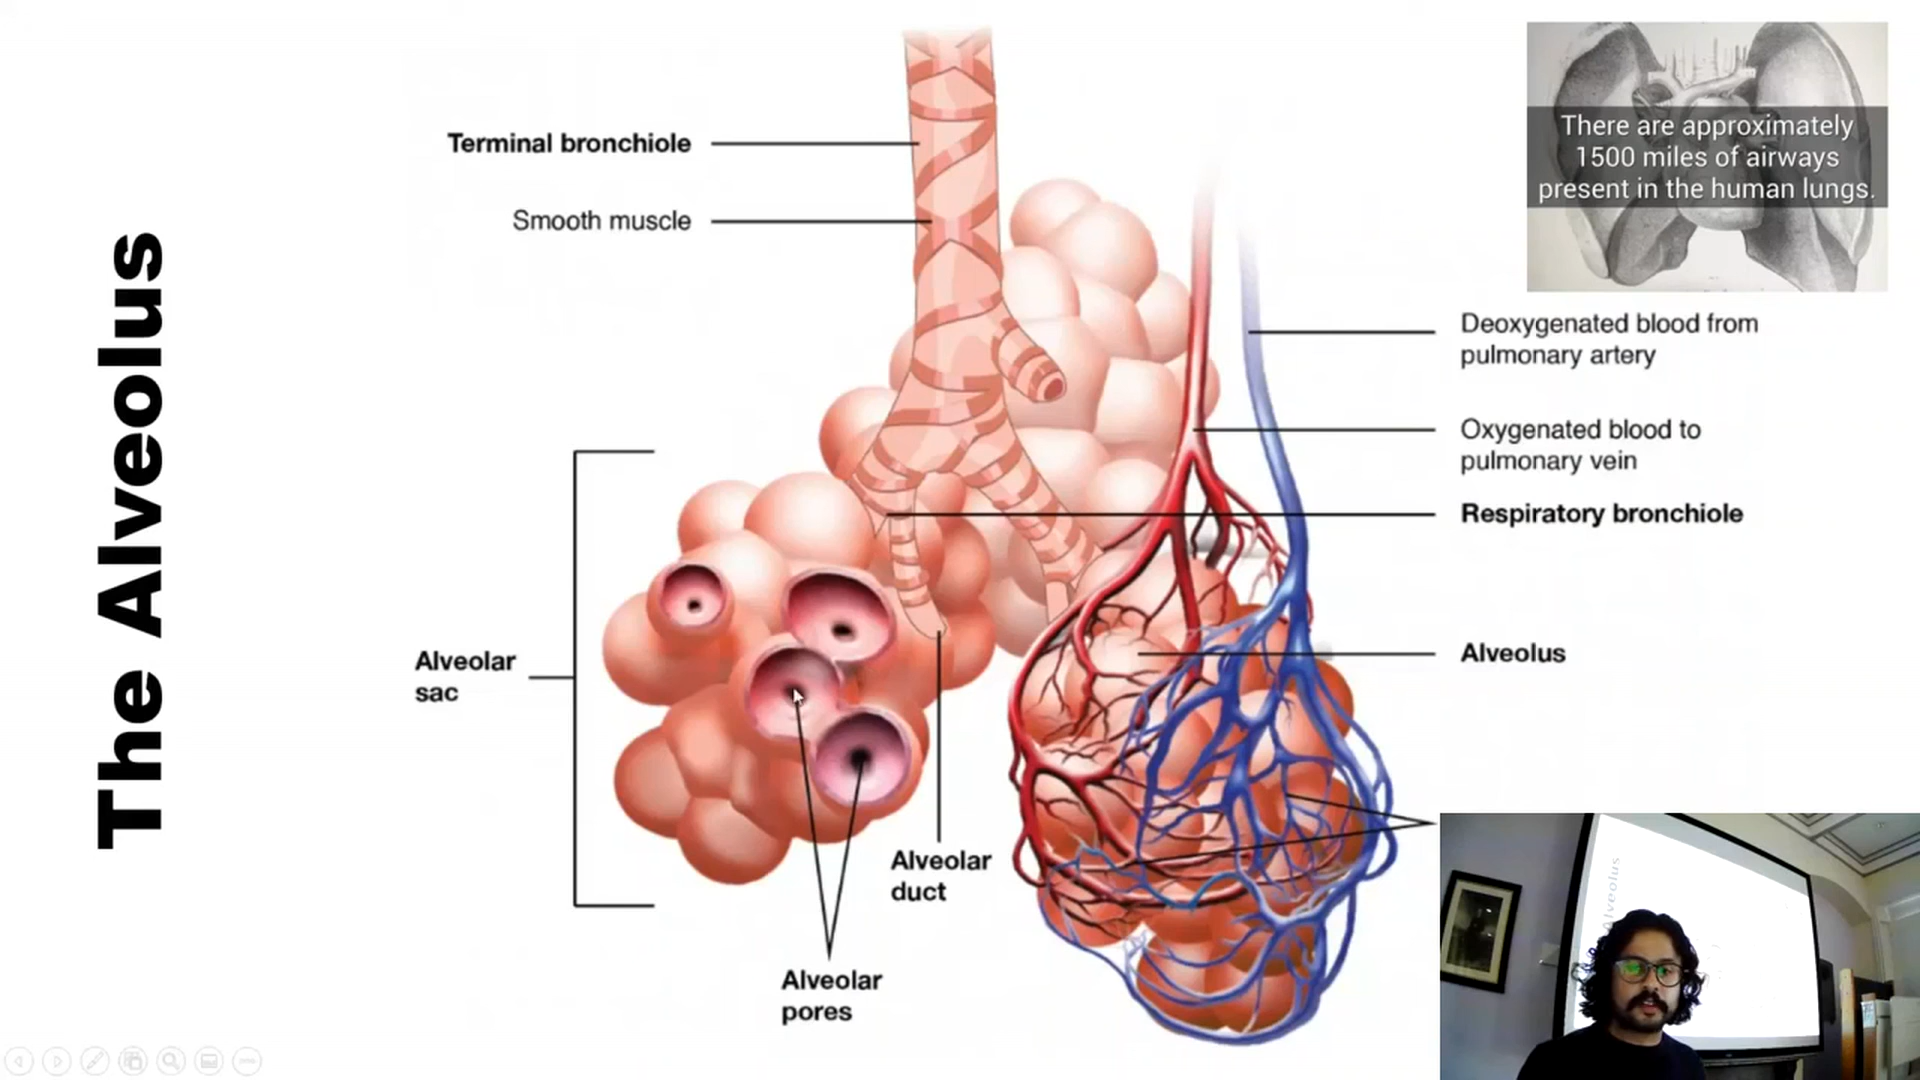 The Alveolus
Terminal bronchiole
Smooth muscle
Alveolar
sac
Alveolar
duct
Alveolar
pores
There are approximately
1500 miles of airways
present in the human lungs.
Deoxygenated blood from
pulmonary artery
Oxygenated blood to
pulmonary vein
Respiratory bronchiole
Alveolus
Alveolus